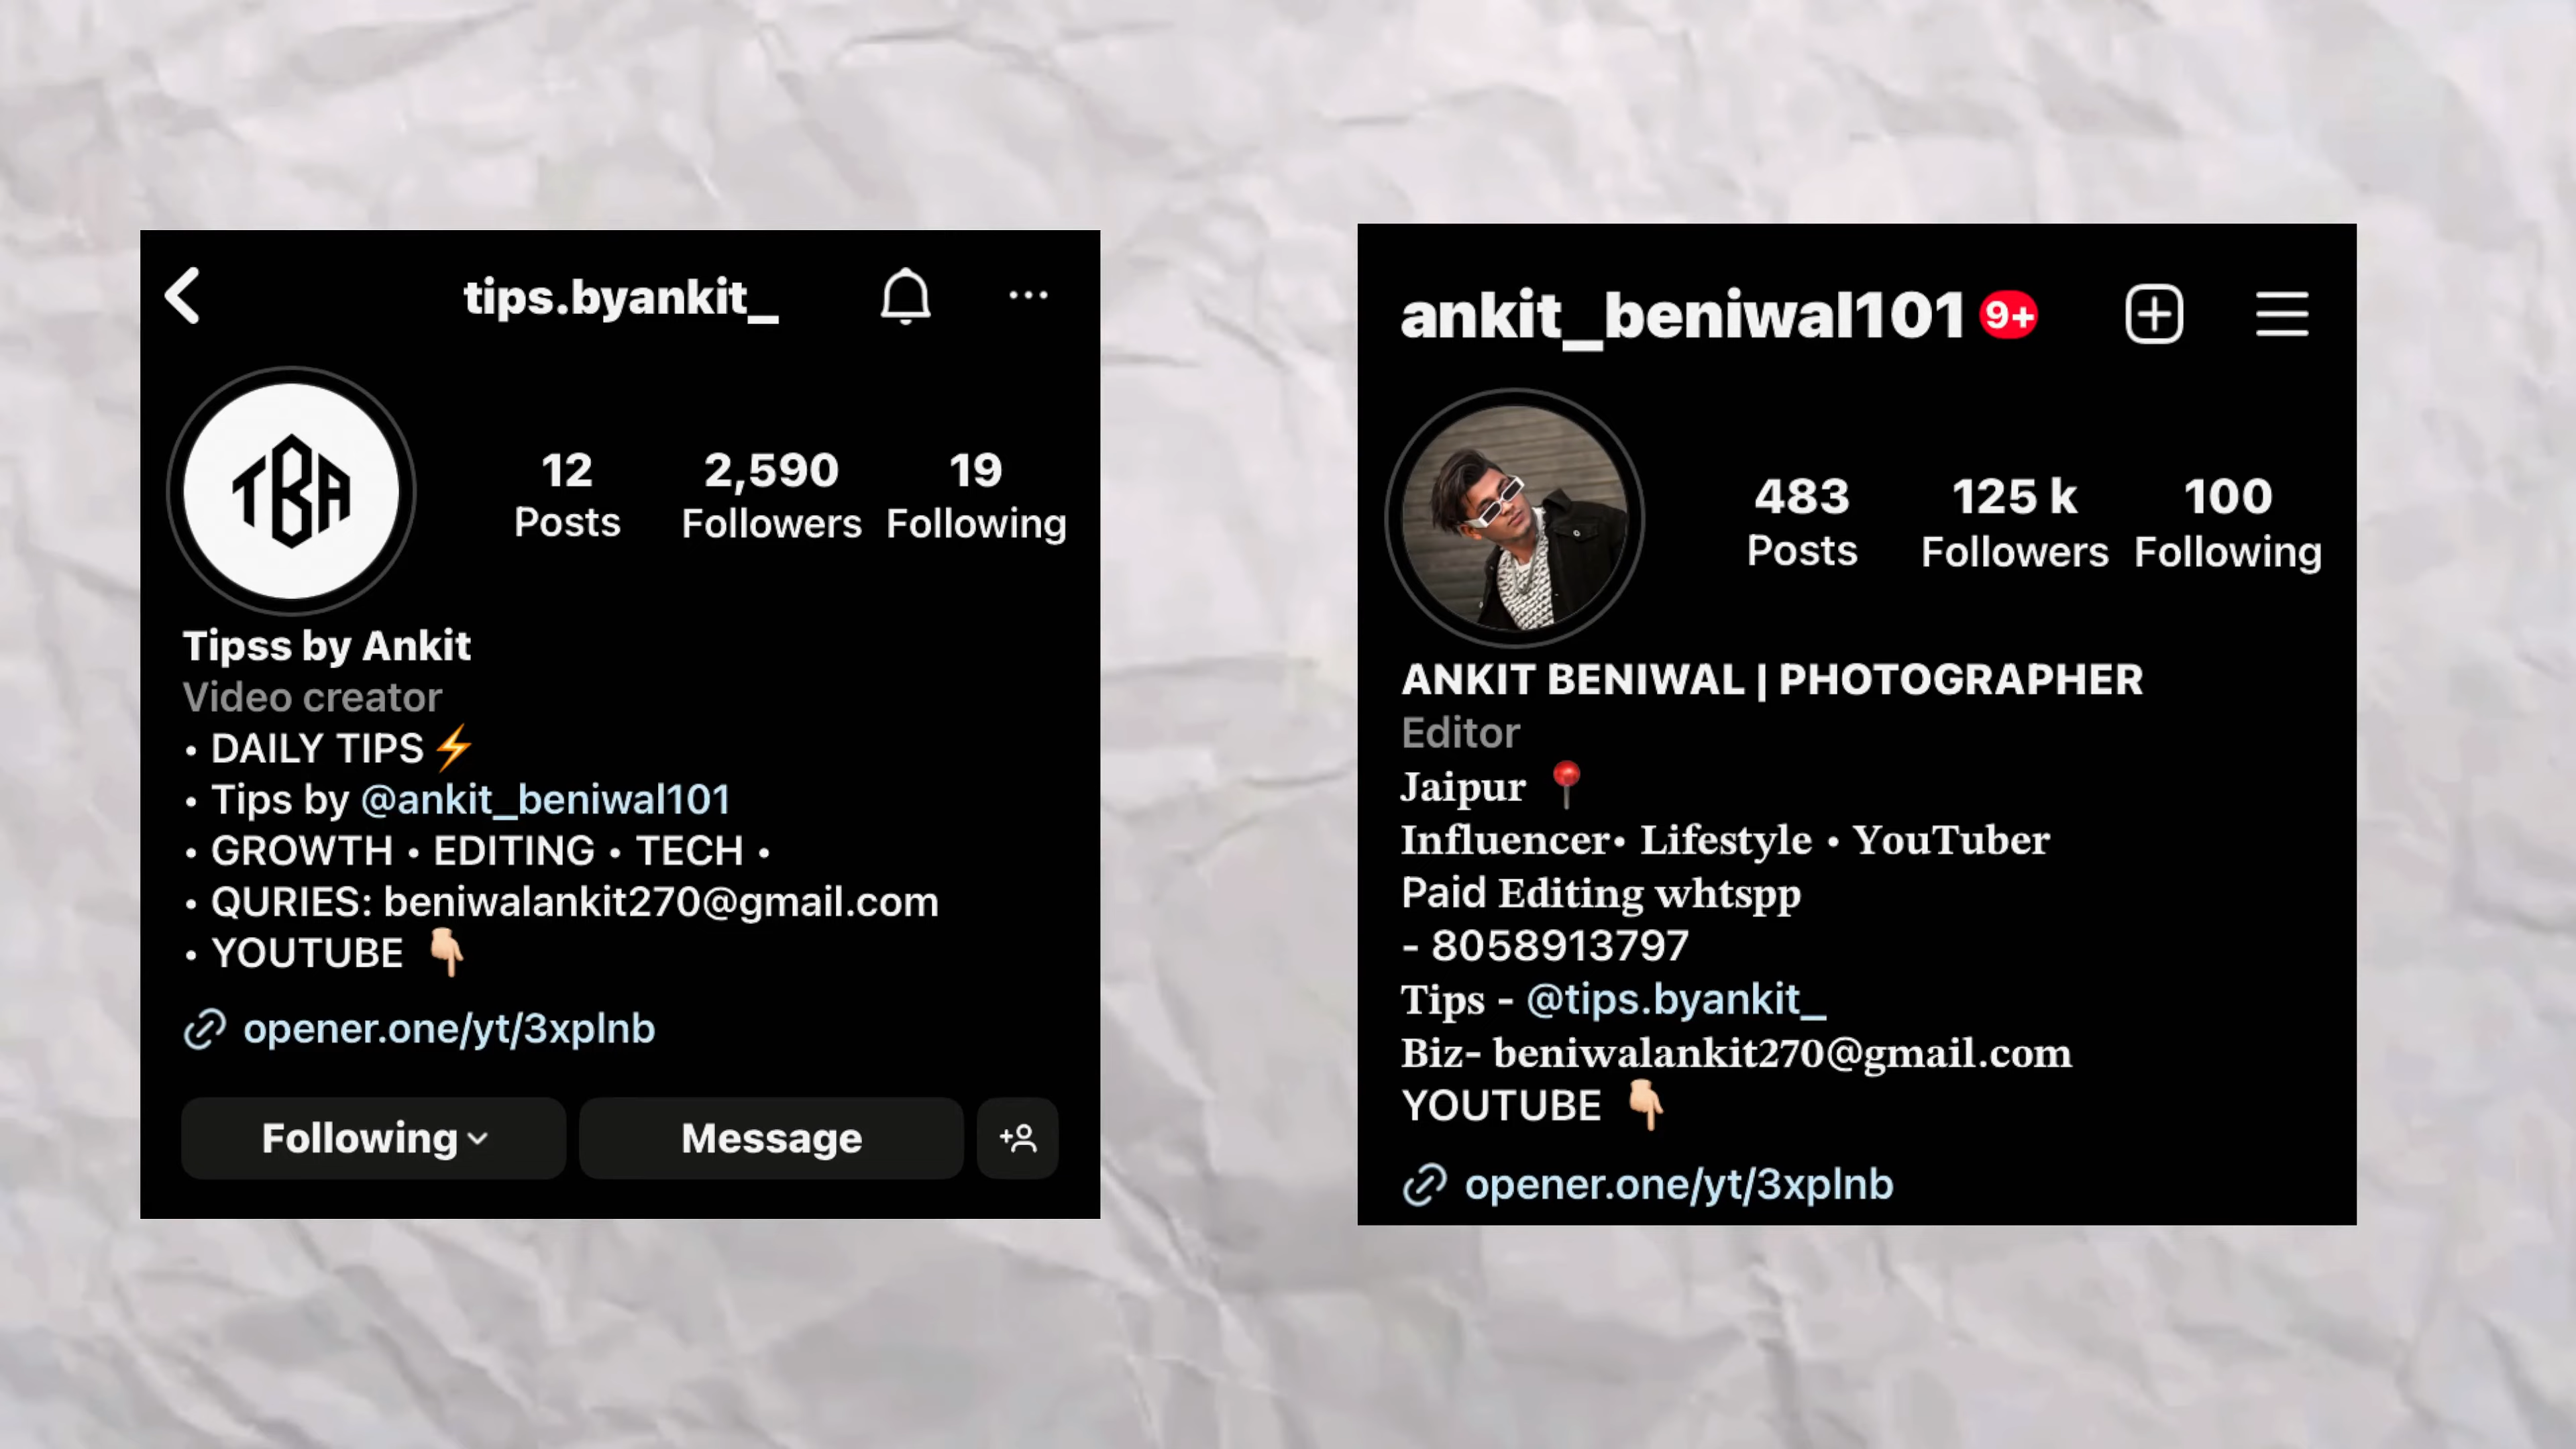 tips.byankit_
TBA
12 2,590 19
Posts Followers Following
Tipss by Ankit
Video creator
• DAILY TIPS⚡
• Tips by @ankit_beniwal101
• GROWTH • EDITING • TECH •
• QURIES: beniwalankit270@gmail.com
• YOUTUBE 👇🏻
opener.one/yt/3xplnb
Following
Message
ankit_beniwal101 9+
483 125 k 100
Posts Followers Following
ANKIT BENIWAL | PHOTOGRAPHER
Editor
Jaipur 📍
Influencer• Lifestyle • YouTuber
Paid Editing whtspp
- 8058913797
Tips - @tips.byankit_
Biz- beniwalankit270@gmail.com
YOUTUBE 👇🏻
opener.one/yt/3xplnb